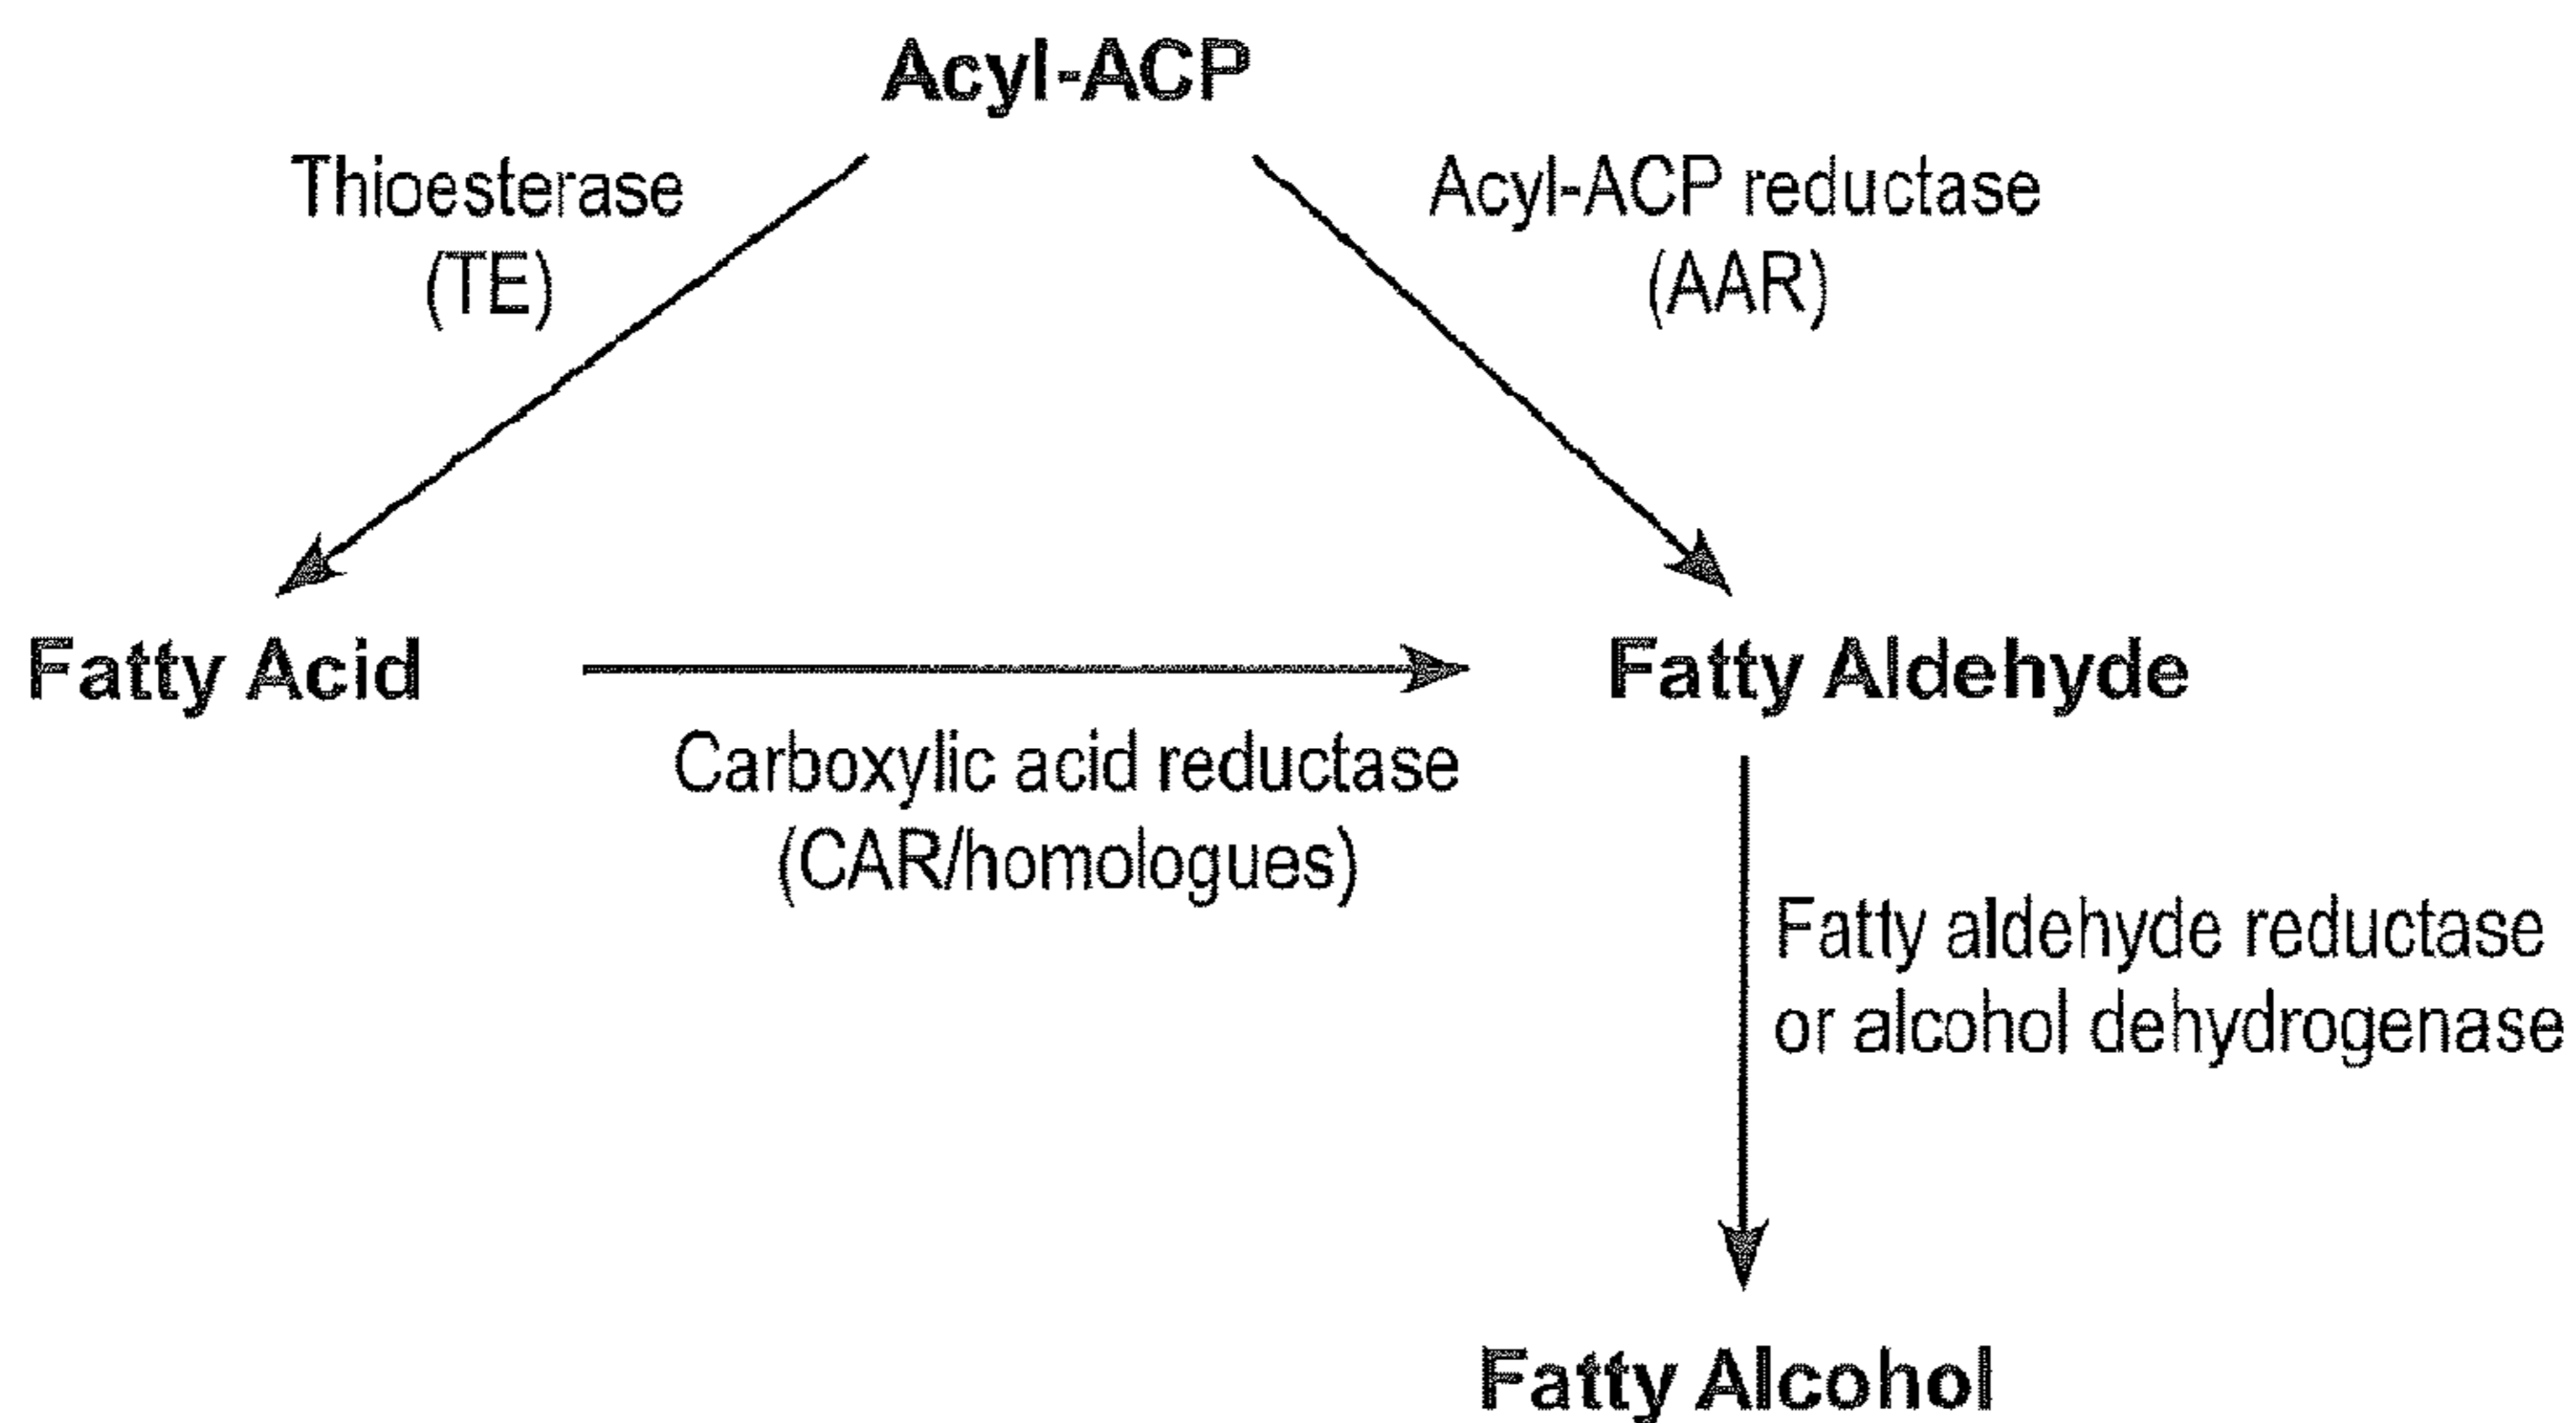 Acyl-ACP
Thioesterase
(TE)
Acyl-ACP reductase
(AAR)
Fatty Acid
Fatty Aldehyde
Carboxylic acid reductase
(CAR/homologues)
Fatty aldehyde reductase
or alcohol dehydrogenase
Fatty Alcohol